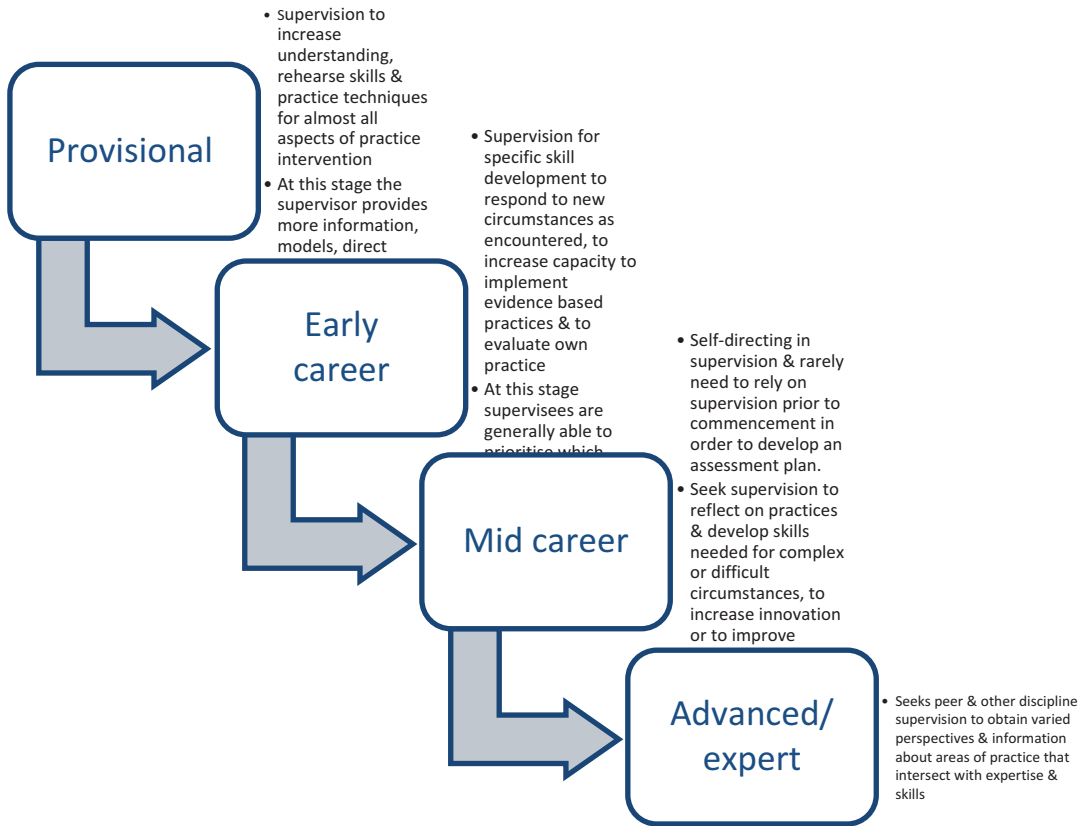 Provisional
• Supervision to
increase
understanding,
rehearse skills &
practice techniques
for almost all
aspects of practice
intervention
• At this stage the
supervisor provides
more information,
models, direct
Early
career
• Supervision for
specific skill
development to
respond to new
circumstances as
encountered, to
increase capacity to
implement
evidence based
practices & to
evaluate own
practice
• At this stage
supervisees are
generally able to
prioritise which
Mid career
• Self-directing in
supervision & rarely
need to rely on
supervision prior to
commencement in
order to develop an
assessment plan.
• Seek supervision to
reflect on practices
& develop skills
needed for complex
or difficult
circumstances, to
increase innovation
or to improve
Advanced/
expert
• Seeks peer & other discipline
supervision to obtain varied
perspectives & information
about areas of practice that
intersect with expertise &
skills